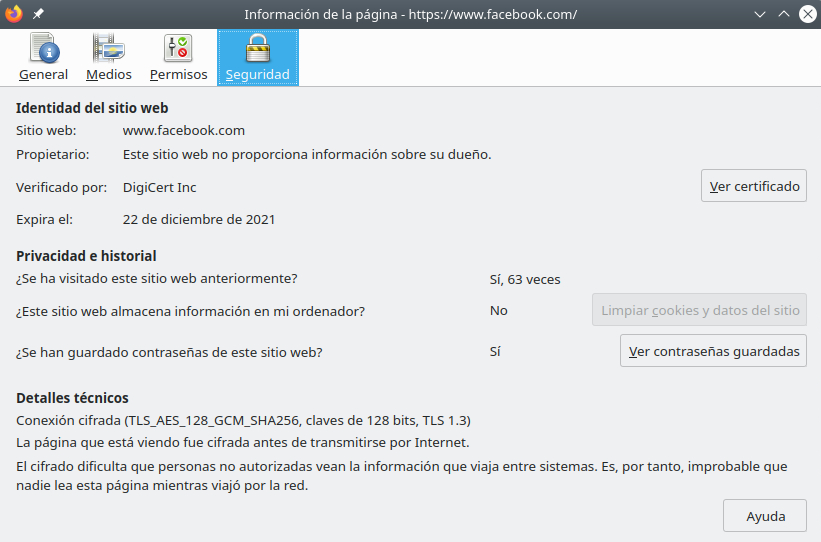 Información de la página - https://www.facebook.com/
General Medios Permisos Seguridad
Identidad del sitio web
Sitio web: www.facebook.com
Propietario: Este sitio web no proporciona información sobre su dueño.
Verificado por: DigiCert Inc Ver certificado
Expira el: 22 de diciembre de 2021
Privacidad e historial
¿Se ha visitado este sitio web anteriormente? Sí, 63 veces
¿Este sitio web almacena información en mi ordenador? No Limpiar cookies y datos del sitio
¿Se han guardado contraseñas de este sitio web? Sí Ver contraseñas guardadas
Detalles técnicos
Conexión cifrada (TLS_AES_128_GCM_SHA256, claves de 128 bits, TLS 1.3)
La página que está viendo fue cifrada antes de transmitirse por Internet.
El cifrado dificulta que personas no autorizadas vean la información que viaja entre sistemas. Es, por tanto, improbable que
nadie lea esta página mientras viajó por la red.
Ayuda